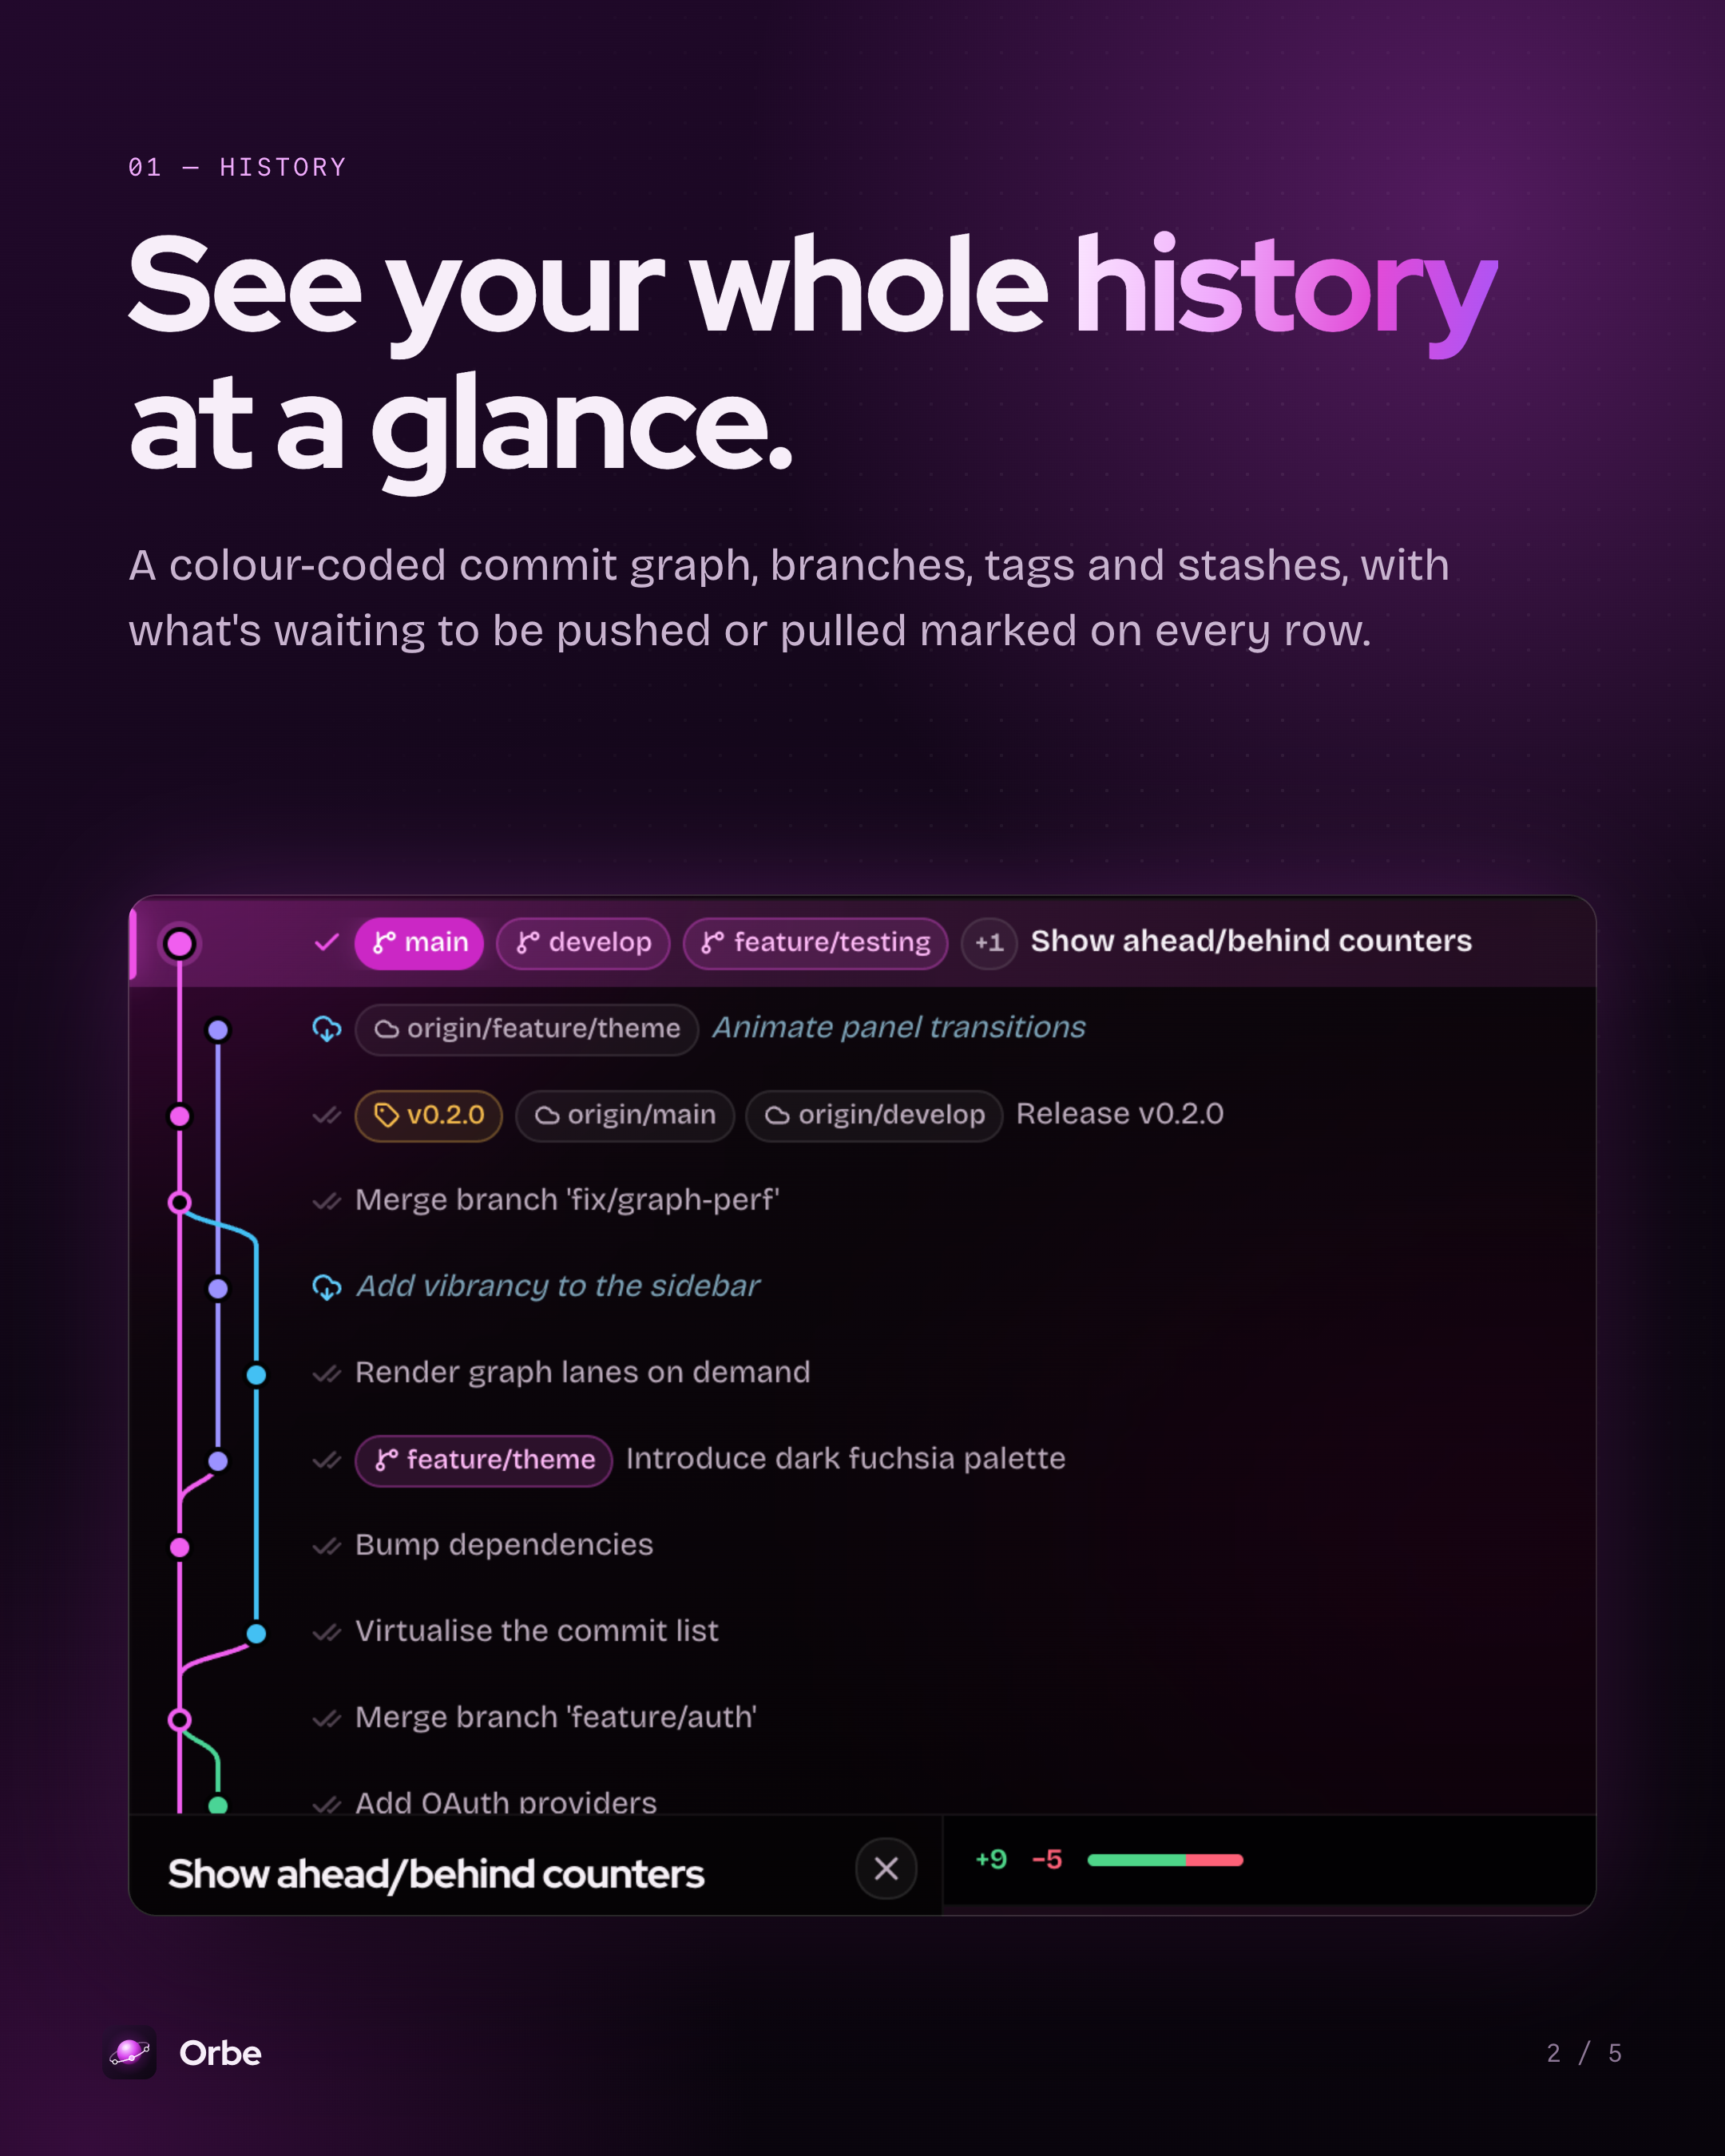 01 — HISTORY
See your whole history
at a glance.
A colour-coded commit graph, branches, tags and stashes, with
what's waiting to be pushed or pulled marked on every row.
main develop feature/testing +1 Show ahead/behind counters
origin/feature/theme Animate panel transitions
v0.2.0 origin/main origin/develop Release v0.2.0
Merge branch 'fix/graph-perf'
Add vibrancy to the sidebar
Render graph lanes on demand
feature/theme Introduce dark fuchsia palette
Bump dependencies
Virtualise the commit list
Merge branch 'feature/auth'
Add OAuth providers
Show ahead/behind counters +9 −5
Orbe 2 / 5